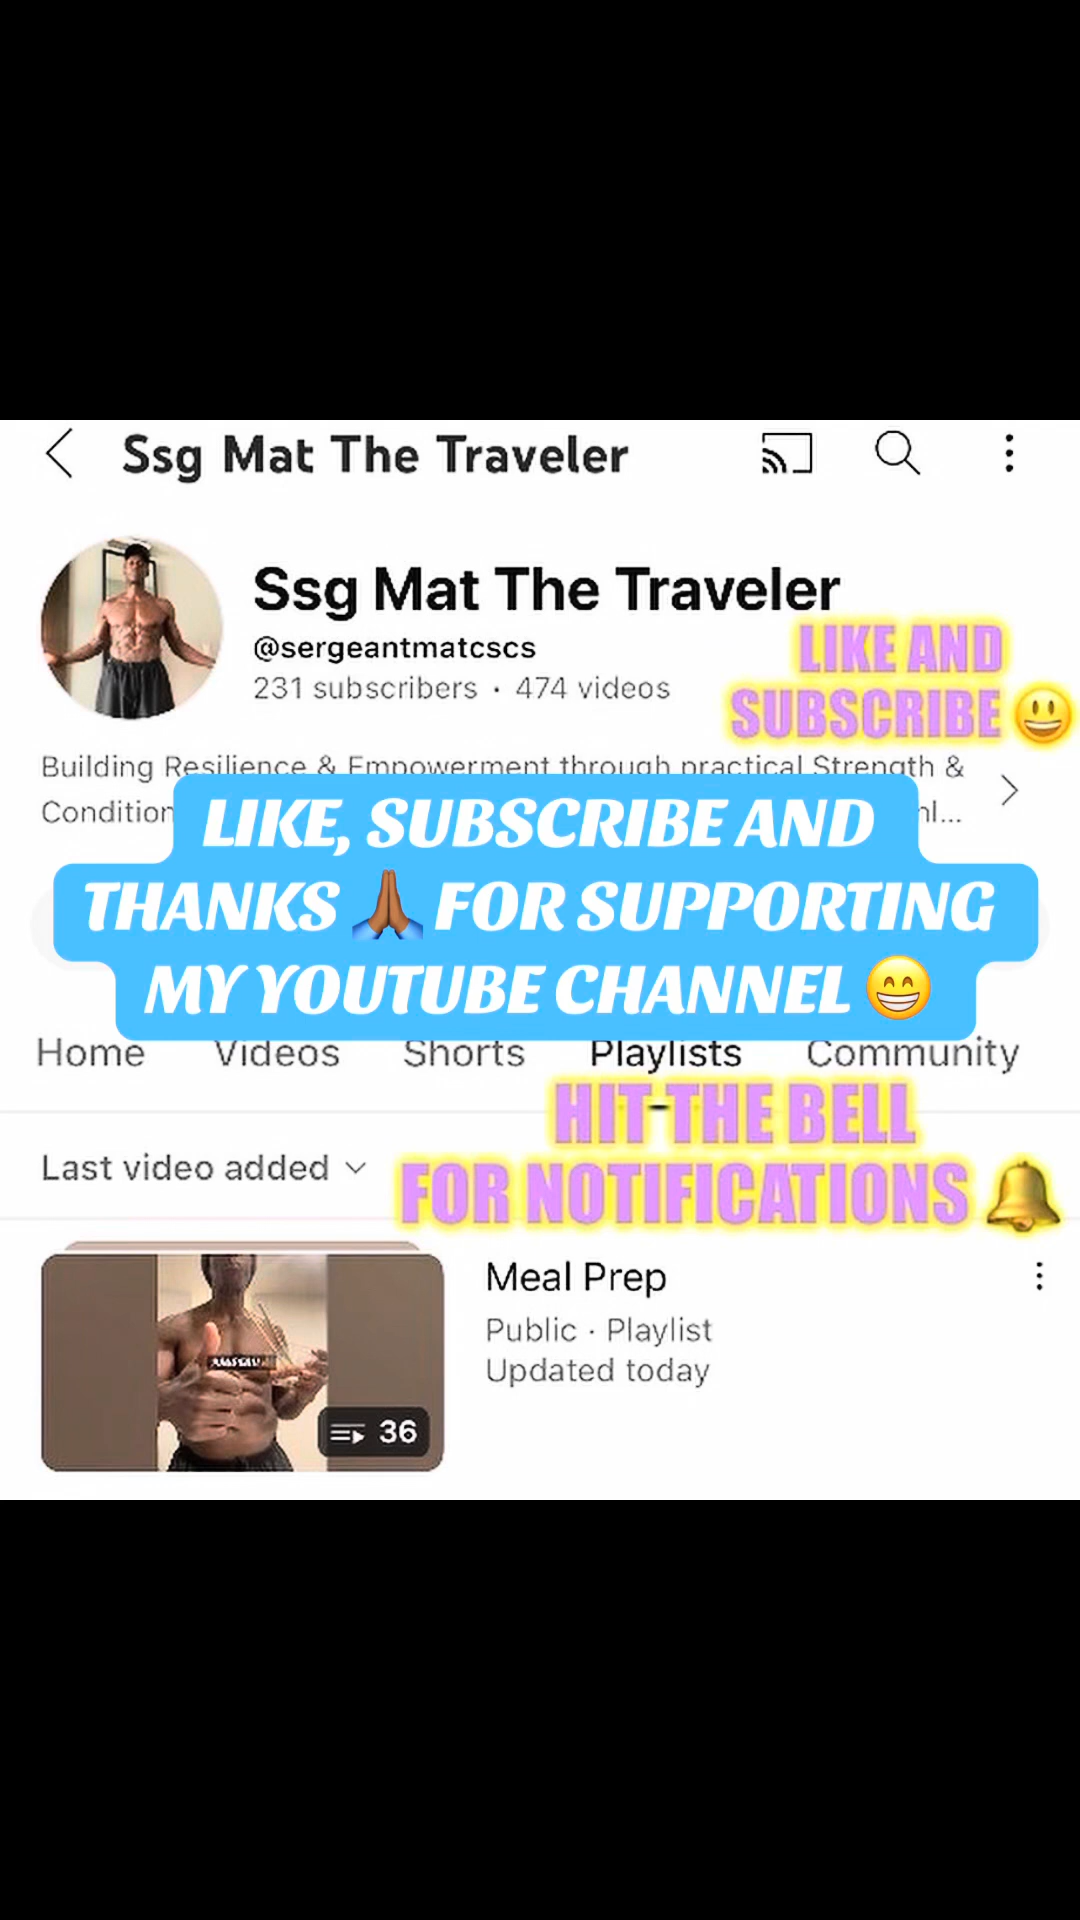 Ssg Mat The Traveler
Ssg Mat The Traveler
@sergeantmatcscs
231 subscribers · 474 videos
LIKE AND
SUBSCRIBE 😃
Building Resilience & Empowerment through practical Strength &
Condition
LIKE, SUBSCRIBE AND
THANKS 🙏🏾 FOR SUPPORTING
MY YOUTUBE CHANNEL 😁
Home Videos Shorts Playlists Community
HIT THE BELL
FOR NOTIFICATIONS 🔔
Last video added
Meal Prep
Public · Playlist
Updated today
36